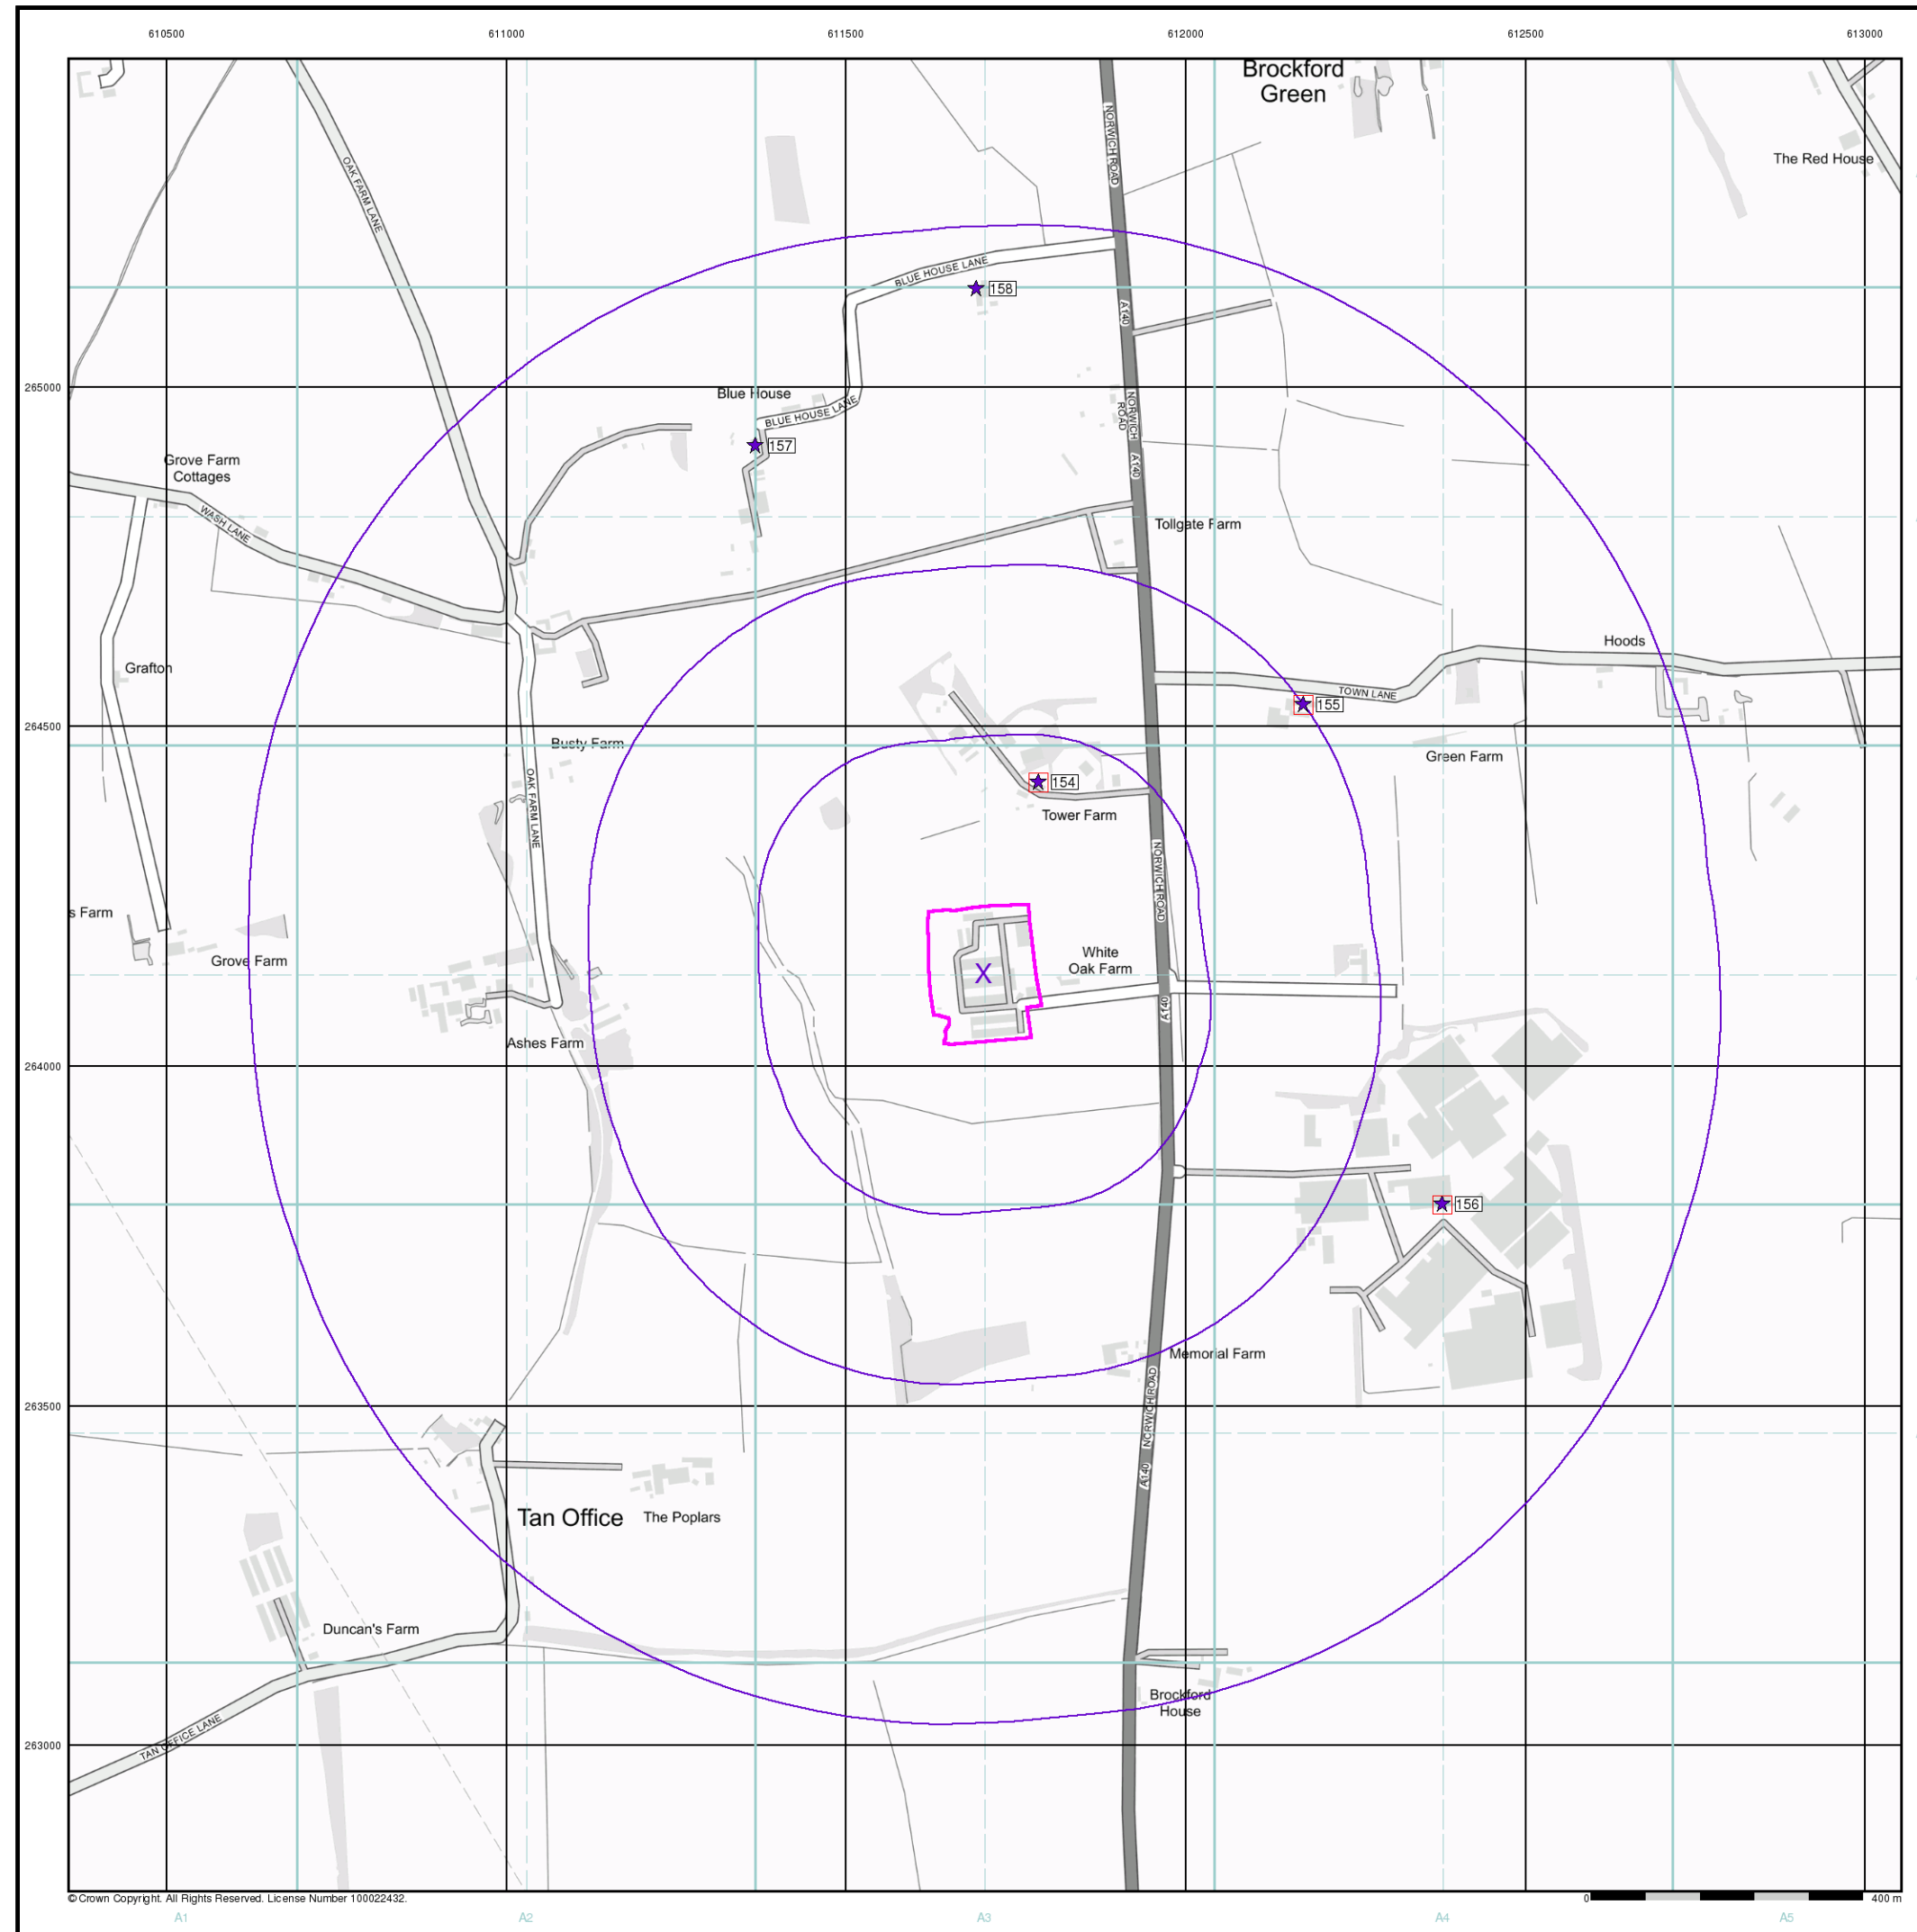 610500 611000 611500 612000 612500 613000
Brockford
Green
The Red House
NORWICH ROAD
OAK FARM LANE
BLUE HOUSE LANE
158
A140
265000
Blue House
BLUE HOUSE LANE
NORWICH
ROAD
157
A140
Grove Farm
Cottages
WASH LANE
Tollgate Farm
Hoods
Grafton
TOWN LANE
155
264500
Busty Farm
Green Farm
154
OAK FARM LANE
Tower Farm
NORWICH ROAD
s Farm
Grove Farm
White
Oak Farm
X
A140
Ashes Farm
264000
156
Memorial Farm
NORWICH ROAD
263500
A140
Tan Office
The Poplars
Duncan's Farm
Brockford
House
TAN OFFICE LANE
263000
© Crown Copyright. All Rights Reserved. License Number 100022432.
0 400 m
A1 A2 A3 A4 A5